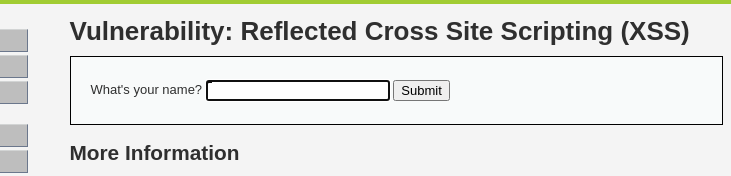 Vulnerability: Reflected Cross Site Scripting (XSS)
What's your name? Submit
More Information